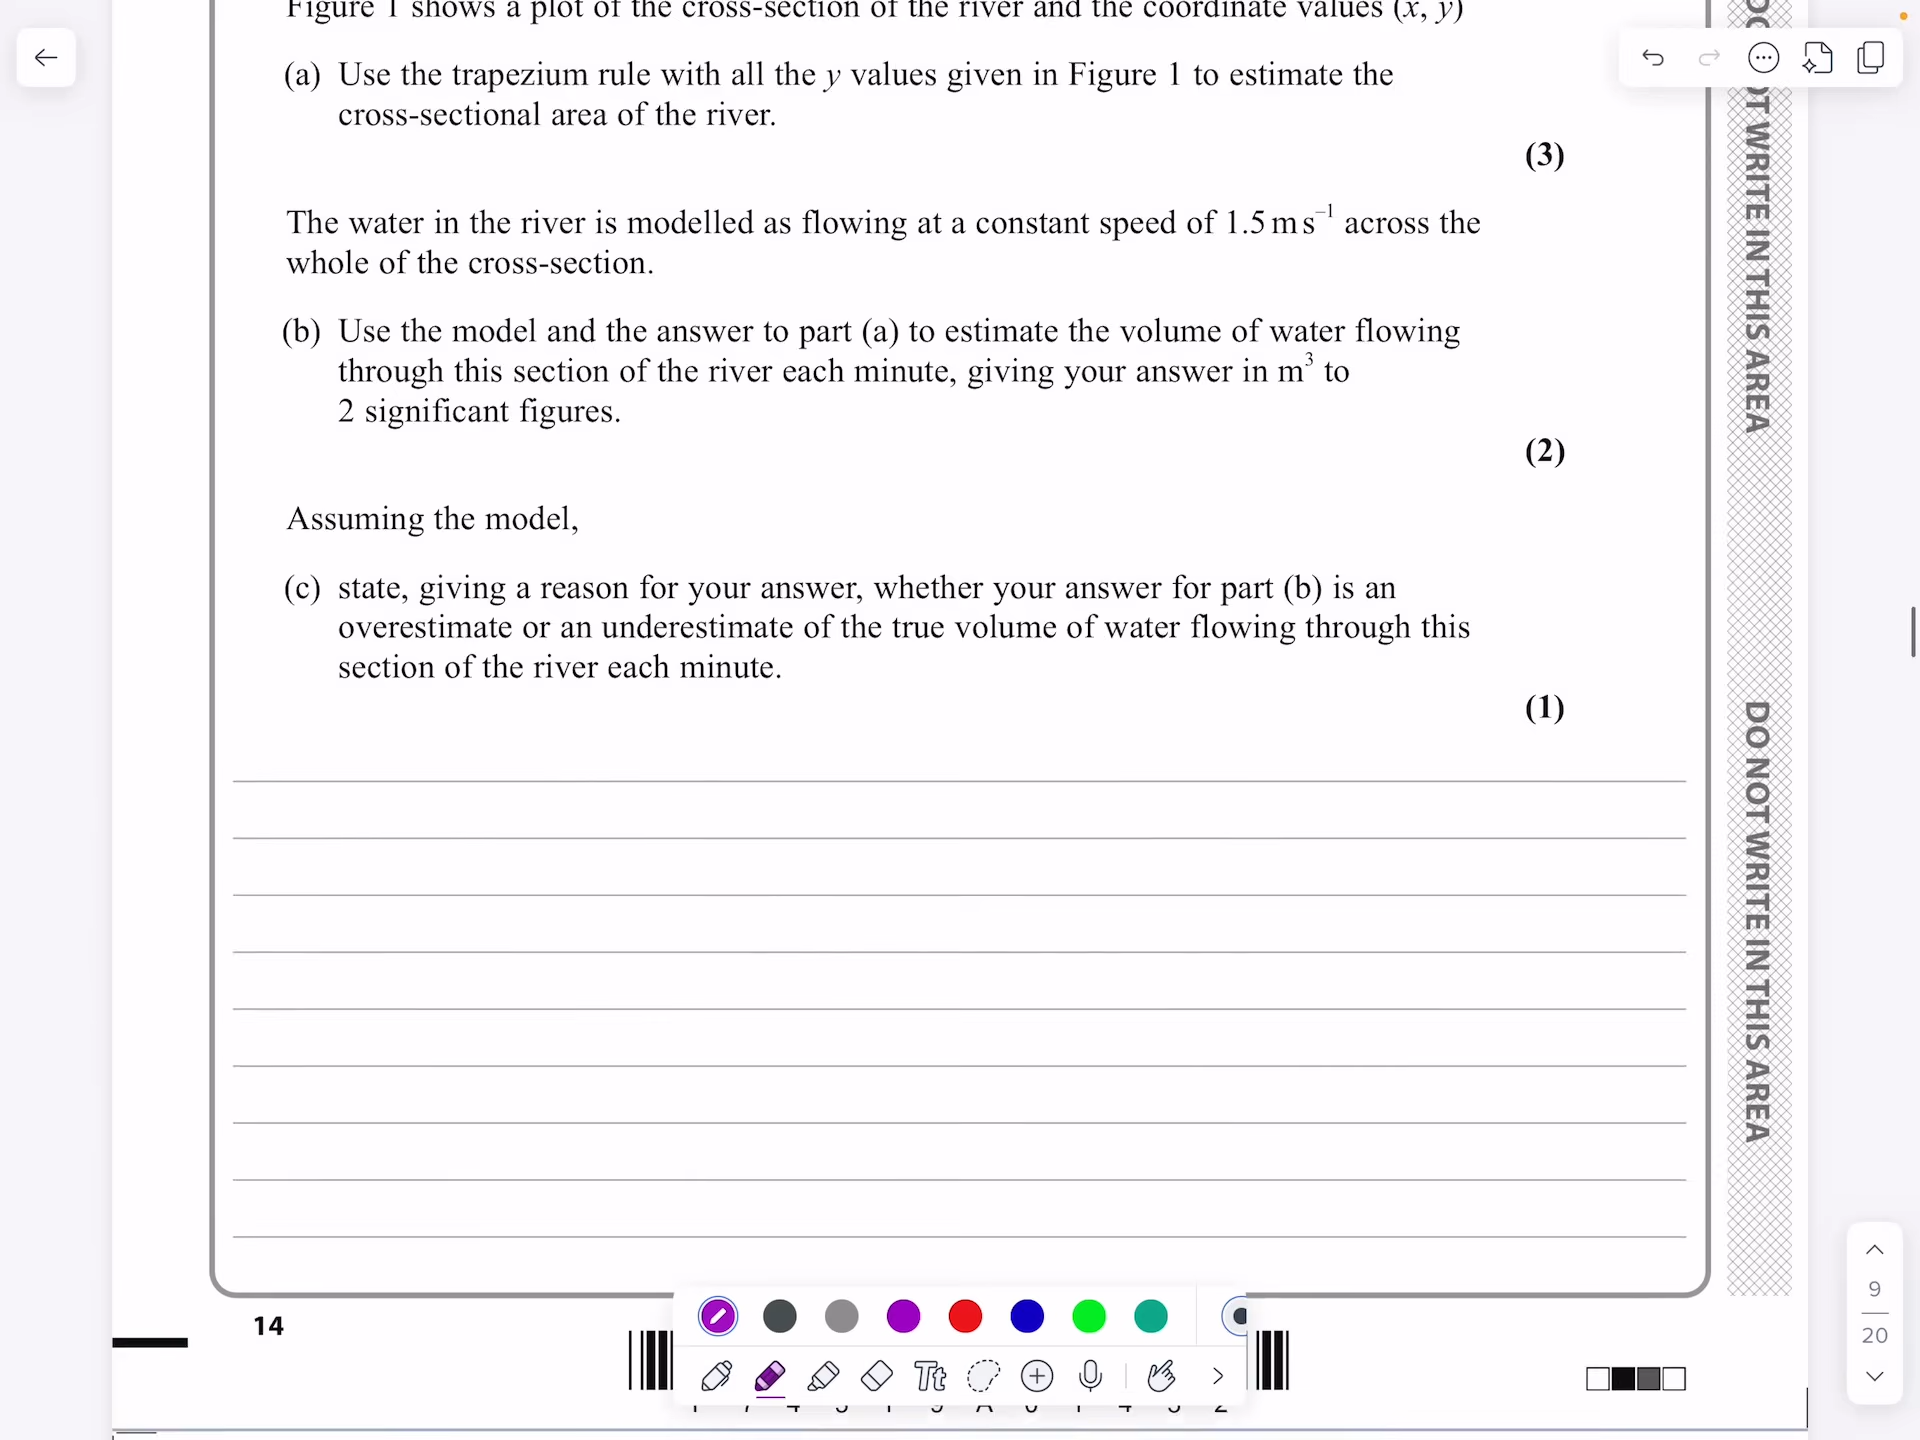 Figure 1 shows a plot of the cross-section of the river and the coordinate values (x, y)
(a) Use the trapezium rule with all the y values given in Figure 1 to estimate the
cross-sectional area of the river.
(3)
The water in the river is modelled as flowing at a constant speed of 1.5 m s⁻¹ across the
whole of the cross-section.
(b) Use the model and the answer to part (a) to estimate the volume of water flowing
through this section of the river each minute, giving your answer in m³ to
2 significant figures.
(2)
Assuming the model,
(c) state, giving a reason for your answer, whether your answer for part (b) is an
overestimate or an underestimate of the true volume of water flowing through this
section of the river each minute.
(1)
WRITE IN THIS AREA
DO NOT WRITE IN THIS AREA
14
Tt
9
20